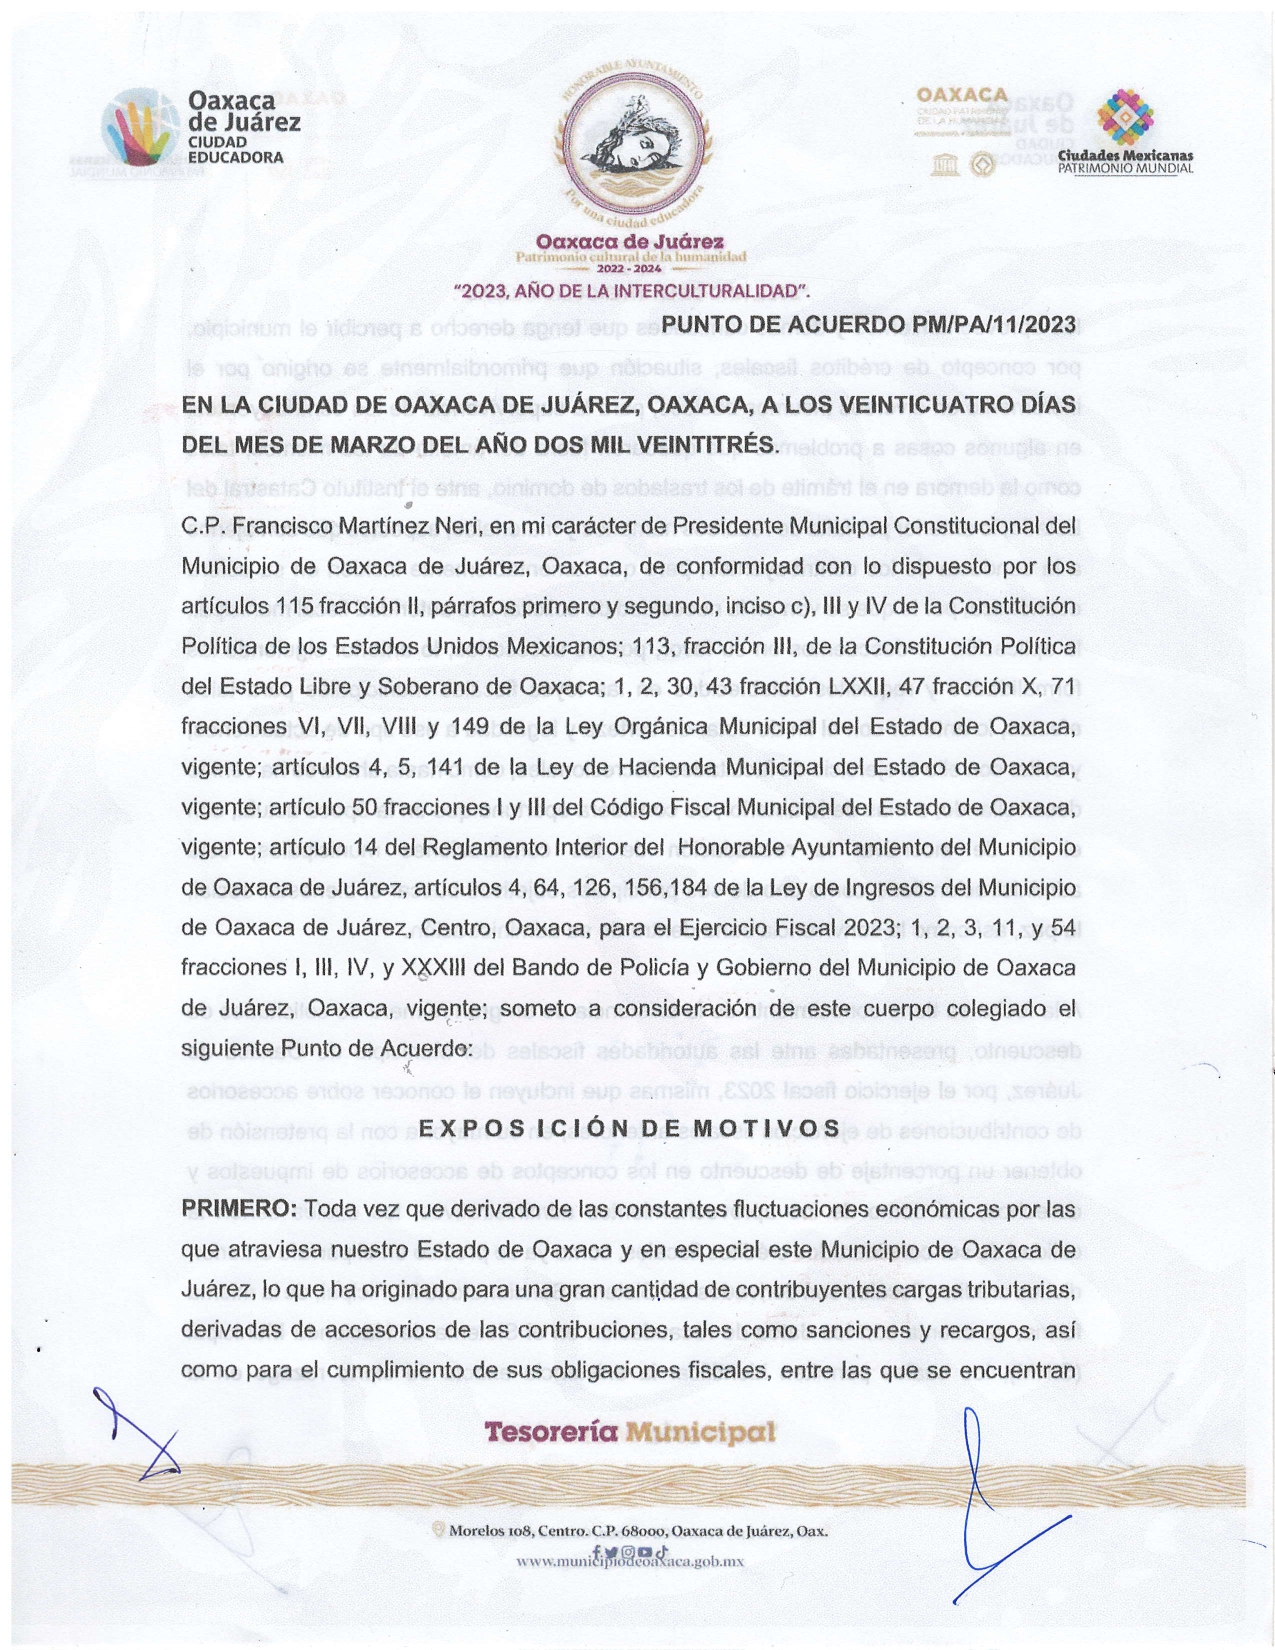 Oaxaca
de Juárez
CIUDAD
EDUCADORA
HONORABLE AYUNTAMIENTO
Por una ciudad educadora
Oaxaca de Juárez
Patrimonio cultural de la humanidad
2022 - 2024
OAXACA
CIUDAD PATRIMONIO
DE LA HUMANIDAD
Ciudades Mexicanas
PATRIMONIO MUNDIAL
“2023, AÑO DE LA INTERCULTURALIDAD”.
PUNTO DE ACUERDO PM/PA/11/2023
EN LA CIUDAD DE OAXACA DE JUÁREZ, OAXACA, A LOS VEINTICUATRO DÍAS
DEL MES DE MARZO DEL AÑO DOS MIL VEINTITRÉS.
C.P. Francisco Martínez Neri, en mi carácter de Presidente Municipal Constitucional del
Municipio de Oaxaca de Juárez, Oaxaca, de conformidad con lo dispuesto por los
artículos 115 fracción II, párrafos primero y segundo, inciso c), III y IV de la Constitución
Política de los Estados Unidos Mexicanos; 113, fracción III, de la Constitución Política
del Estado Libre y Soberano de Oaxaca; 1, 2, 30, 43 fracción LXXII, 47 fracción X, 71
fracciones VI, VII, VIII y 149 de la Ley Orgánica Municipal del Estado de Oaxaca,
vigente; artículos 4, 5, 141 de la Ley de Hacienda Municipal del Estado de Oaxaca,
vigente; artículo 50 fracciones I y III del Código Fiscal Municipal del Estado de Oaxaca,
vigente; artículo 14 del Reglamento Interior del Honorable Ayuntamiento del Municipio
de Oaxaca de Juárez, artículos 4, 64, 126, 156,184 de la Ley de Ingresos del Municipio
de Oaxaca de Juárez, Centro, Oaxaca, para el Ejercicio Fiscal 2023; 1, 2, 3, 11, y 54
fracciones I, III, IV, y XXXIII del Bando de Policía y Gobierno del Municipio de Oaxaca
de Juárez, Oaxaca, vigente; someto a consideración de este cuerpo colegiado el
siguiente Punto de Acuerdo:
E X P O S I C I Ó N D E M O T I V O S
PRIMERO: Toda vez que derivado de las constantes fluctuaciones económicas por las
que atraviesa nuestro Estado de Oaxaca y en especial este Municipio de Oaxaca de
Juárez, lo que ha originado para una gran cantidad de contribuyentes cargas tributarias,
derivadas de accesorios de las contribuciones, tales como sanciones y recargos, así
como para el cumplimiento de sus obligaciones fiscales, entre las que se encuentran
Tesorería Municipal
Morelos 108, Centro. C.P. 68000, Oaxaca de Juárez, Oax.
www.municipiodeoaxaca.gob.mx